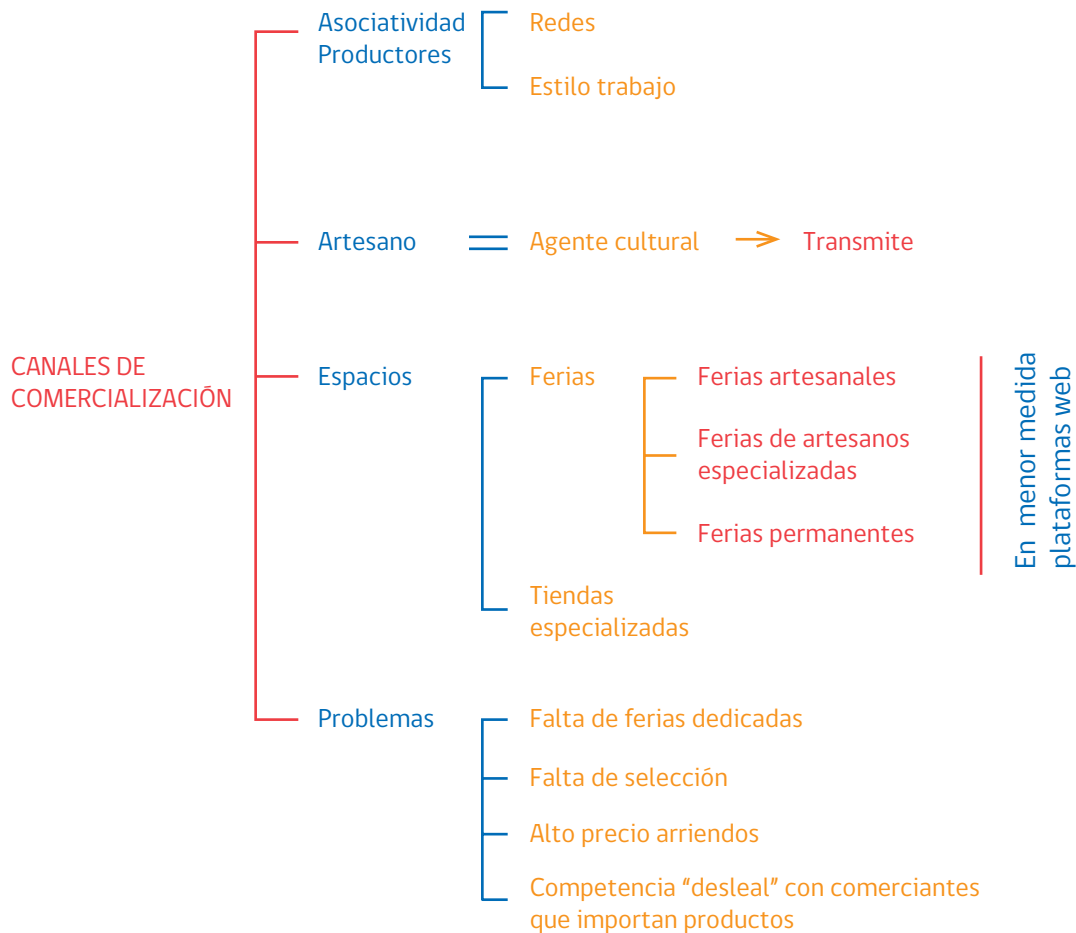 CANALES DE
COMERCIALIZACIÓN
Asociatividad
Productores
Redes
Estilo trabajo
Artesano
Agente cultural
Transmite
Espacios
Ferias
Ferias artesanales
Ferias de artesanos
especializadas
Ferias permanentes
En menor medida
plataformas web
Tiendas
especializadas
Problemas
Falta de ferias dedicadas
Falta de selección
Alto precio arriendos
Competencia "desleal" con comerciantes
que importan productos